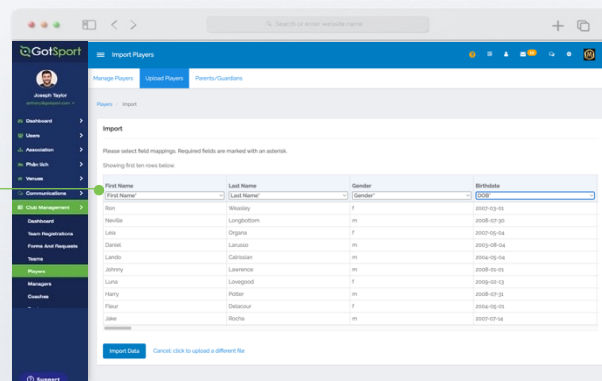 Search or enter website name
GotSport
Import Players
Manage Players Upload Players Parents/Guardians
Joseph Taylor
Players / Import
Dashboard
Users
Association
Phân tích
Venues
Communications
Club Management
Dashboard
Team Registrations
Forms And Requests
Teams
Players
Managers
Coaches
Support
Import
Please select field mappings. Required fields are marked with an asterisk.
Showing first ten rows below:
First Name Last Name Gender Birthdate
First Name* Last Name* Gender* DOB*
Ron Weasley f 2007-03-01
Neville Longbottom m 2008-07-30
Leia Organa f 2007-05-04
Daniel Larusso m 2003-08-04
Lando Calrissian m 2004-05-04
Johnny Lawrence m 2008-01-01
Luna Lovegood f 2009-02-13
Harry Potter m 2008-07-31
Fleur Delacour f 2004-05-01
Jake Rocha m 2007-07-14
Import Data Cancel, click to upload a different file